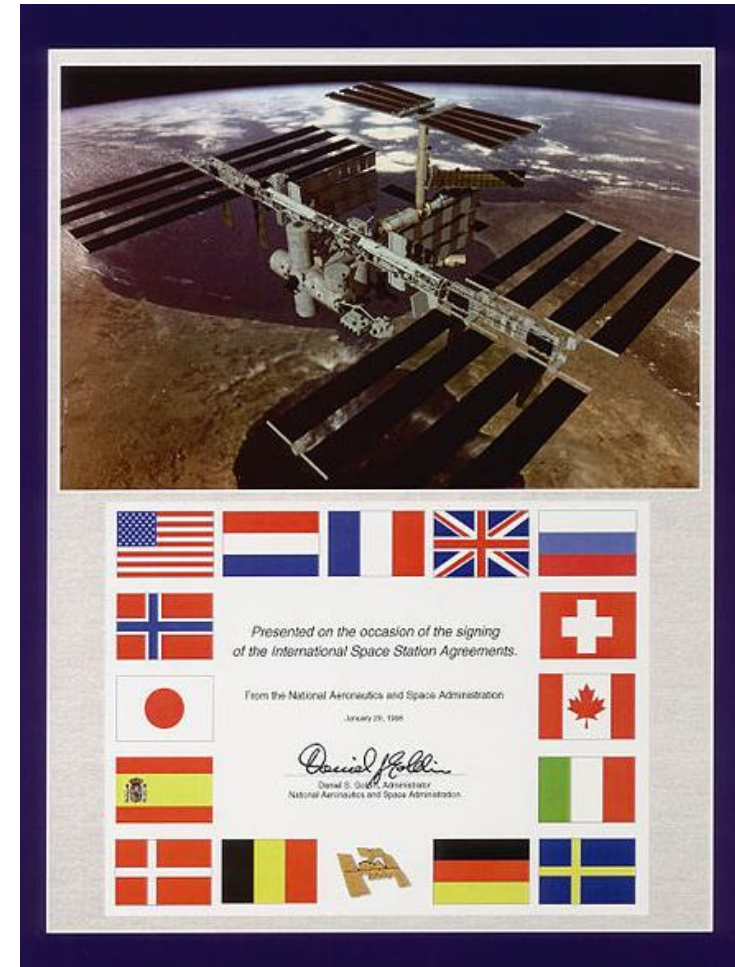 Presented on the occasion of the signing
of the International Space Station Agreements.
From the National Aeronautics and Space Administration
January 29, 1998
Daniel S. Goldin, Administrator
National Aeronautics and Space Administration